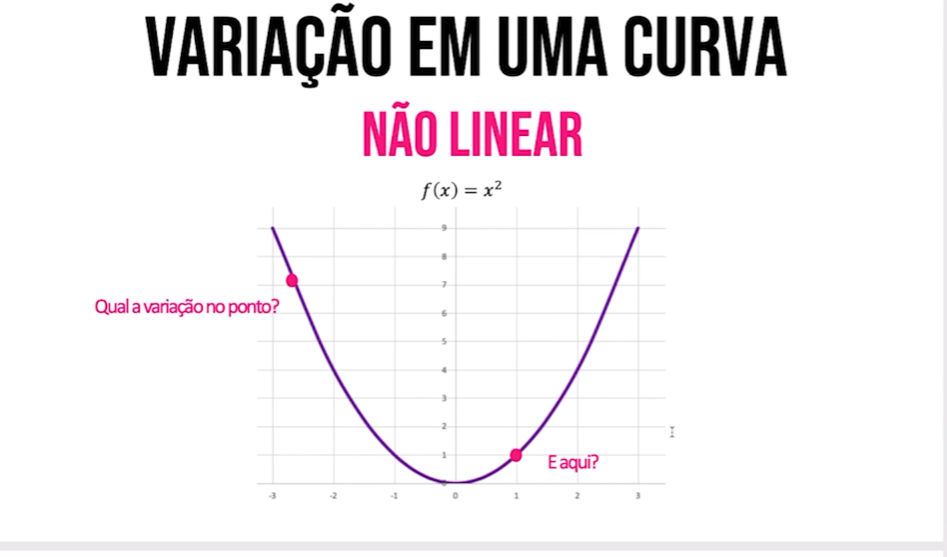 VARIAÇÃO EM UMA CURVA
NÃO LINEAR
f(x) = x²
9
8
7
Qual a variação no ponto?
6
5
4
3
2
1
E aqui?
0
-3 -2 -1 0 1 2 3